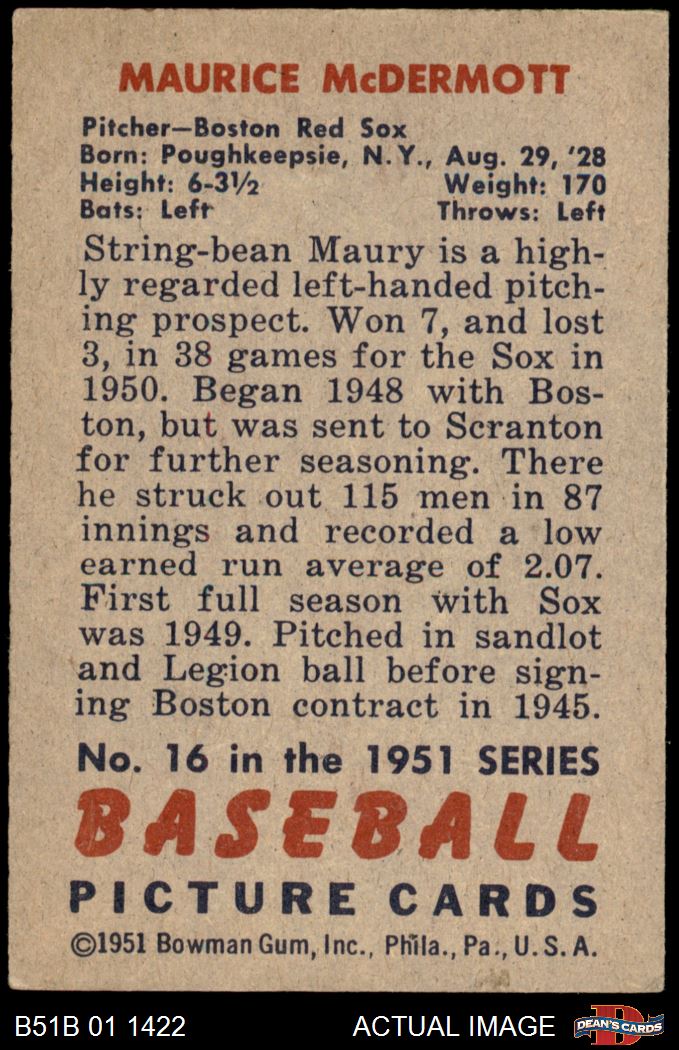 MAURICE McDERMOTT
Pitcher—Boston Red Sox
Born: Poughkeepsie, N.Y., Aug. 29, '28
Height: 6-3½ Weight: 170
Bats: Left Throws: Left
String-bean Maury is a high-
ly regarded left-handed pitch-
ing prospect. Won 7, and lost
3, in 38 games for the Sox in
1950. Began 1948 with Bos-
ton, but was sent to Scranton
for further seasoning. There
he struck out 115 men in 87
innings and recorded a low
earned run average of 2.07.
First full season with Sox
was 1949. Pitched in sandlot
and Legion ball before sign-
ing Boston contract in 1945.
No. 16 in the 1951 SERIES
BASEBALL
PICTURE CARDS
©1951 Bowman Gum, Inc., Phila., Pa., U.S.A.
B51B 01 1422 ACTUAL IMAGE D DEAN'S CARDS